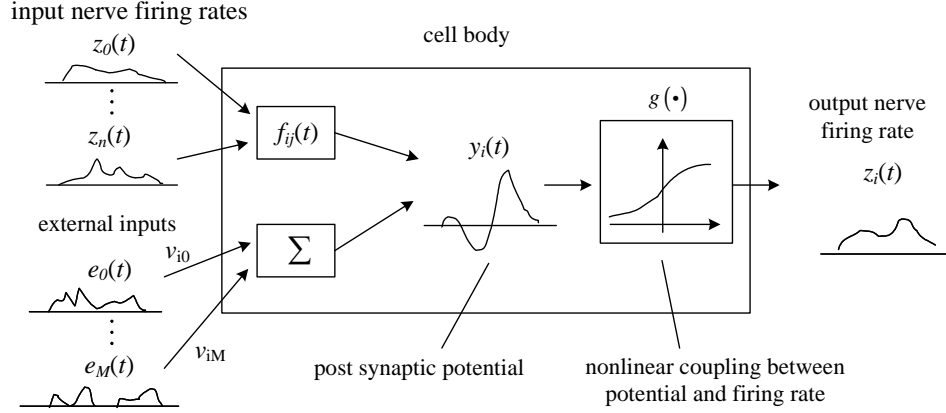 input nerve firing rates
z0(t)
zn(t)
external inputs
vi0
e0(t)
viM
eM(t)
cell body
fij(t)
Σ
yi(t)
g(•)
output nerve
firing rate
zi(t)
post synaptic potential
nonlinear coupling between
potential and firing rate